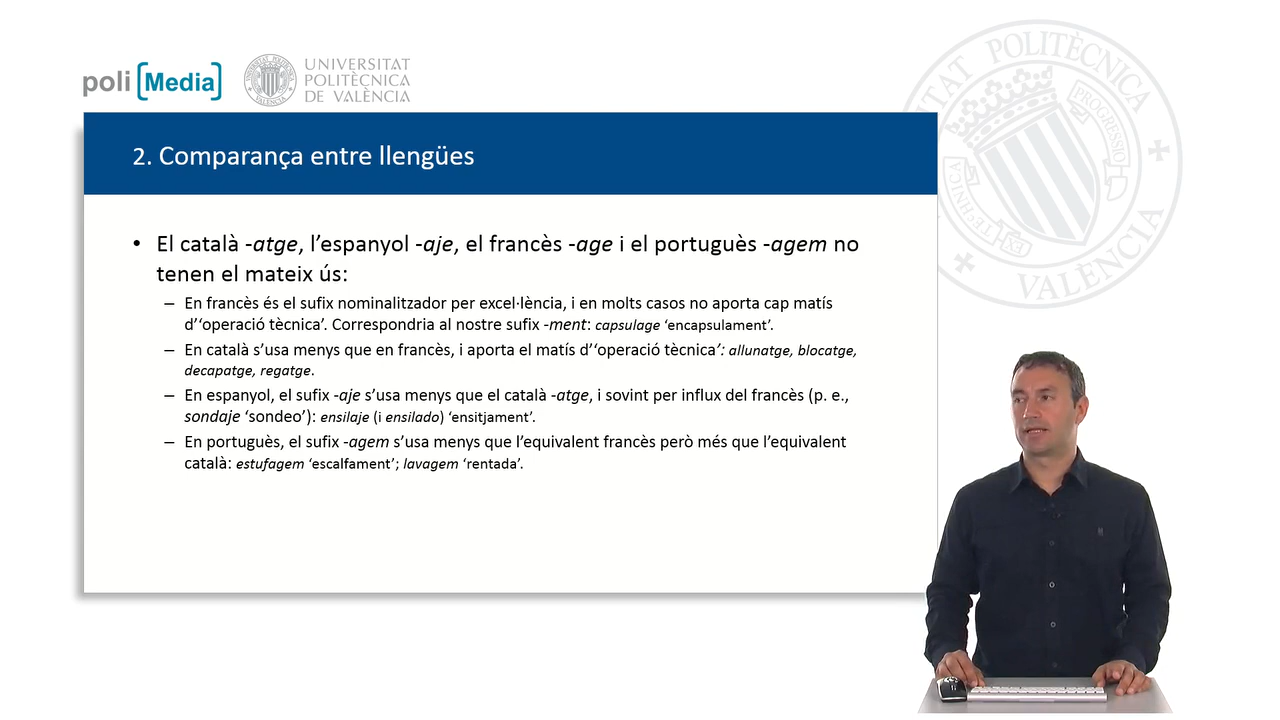 poli [Media]
UNIVERSITAT
POLITÈCNICA
DE VALÈNCIA
2. Comparança entre llengües
• El català -atge, l’espanyol -aje, el francès -age i el portuguès -agem no
tenen el mateix ús:
– En francès és el sufix nominalitzador per excel·lència, i en molts casos no aporta cap matís
d’‘operació tècnica’. Correspondria al nostre sufix -ment: capsulage ‘encapsulament’.
– En català s’usa menys que en francès, i aporta el matís d’‘operació tècnica’: allunatge, blocatge,
decapatge, regatge.
– En espanyol, el sufix -aje s’usa menys que el català -atge, i sovint per influx del francès (p. e.,
sondaje ‘sondeo’): ensilaje (i ensilado) ‘ensitjament’.
– En portuguès, el sufix -agem s’usa menys que l’equivalent francès però més que l’equivalent
català: estufagem ‘escalfament’; lavagem ‘rentada’.
POLITÈCNICA
VALÈNCIA
PROGRESSIO